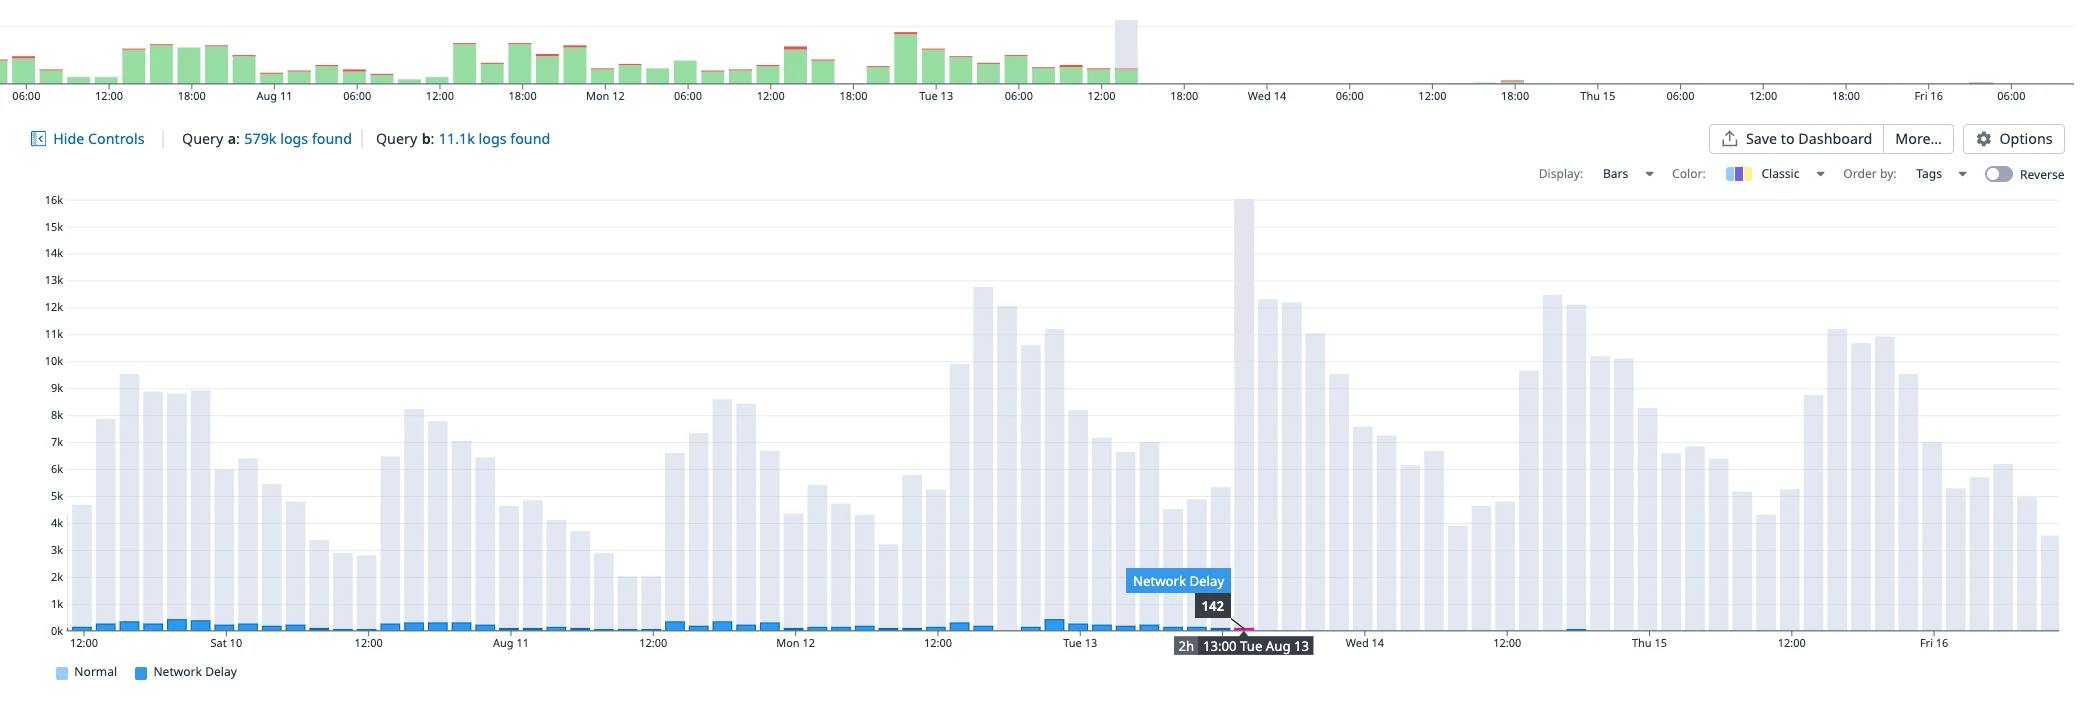 06:00 12:00 18:00 Aug 11 06:00 12:00 18:00 Mon 12 06:00 12:00 18:00 Tue 13 06:00 12:00 18:00 Wed 14 06:00 12:00 18:00 Thu 15 06:00 12:00 18:00 Fri 16 06:00
Hide Controls Query a: 579k logs found Query b: 11.1k logs found Save to Dashboard More... Options
Display: Bars Color: Classic Order by: Tags Reverse
16k
15k
14k
13k
12k
11k
10k
9k
8k
7k
6k
5k
4k
3k
2k
Network Delay
1k
142
0k
12:00 Sat 10 12:00 Aug 11 12:00 Mon 12 12:00 Tue 13 2h 13:00 Tue Aug 13 Wed 14 12:00 Thu 15 12:00 Fri 16
Normal Network Delay